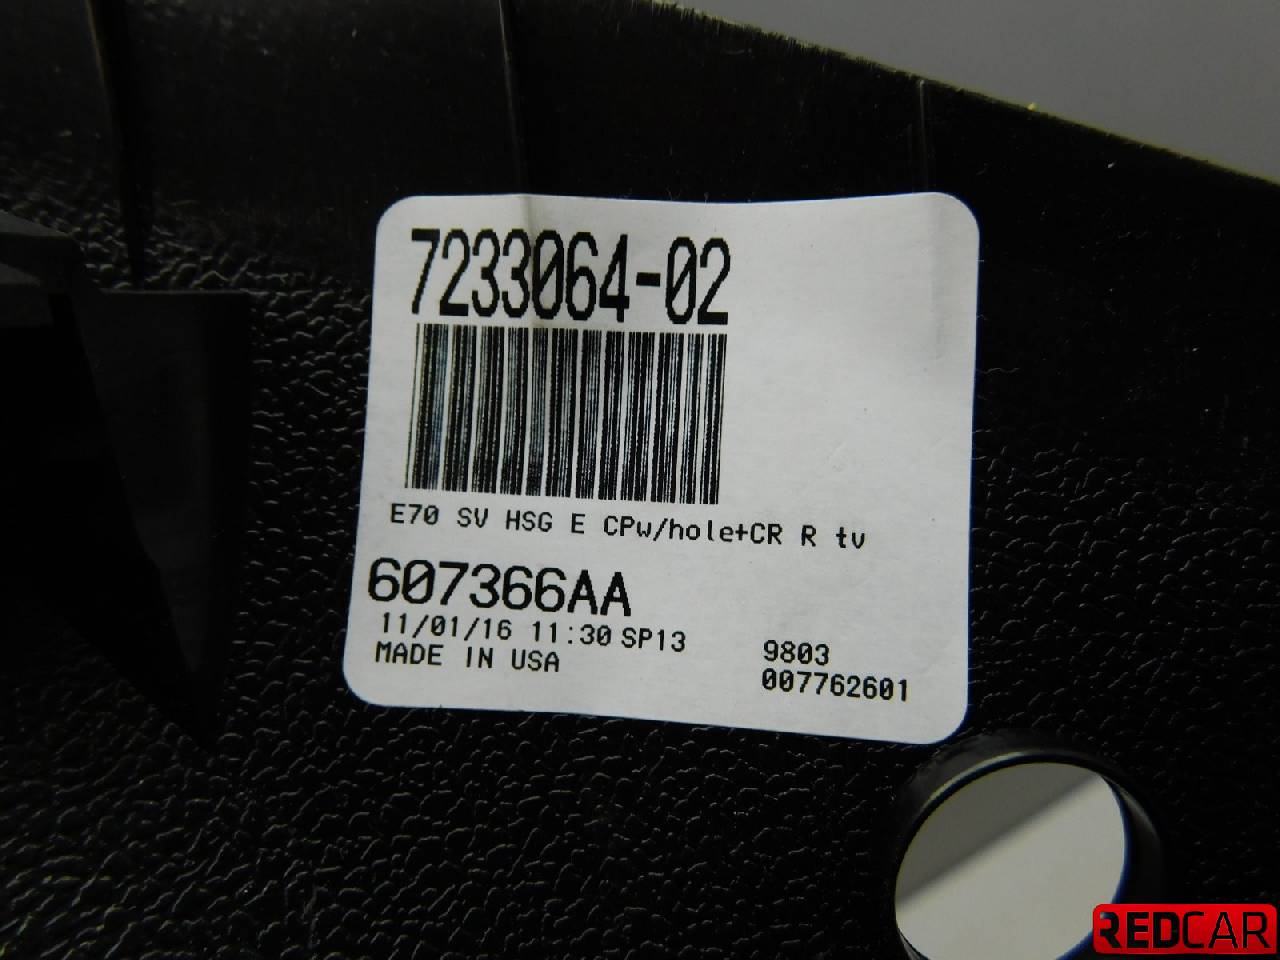 7233064-02
E70 SV HSG E CPw/hole+CR R tv
607366AA
11/01/16 11:30 SP13
MADE IN USA
9803
007762601
REDCAR